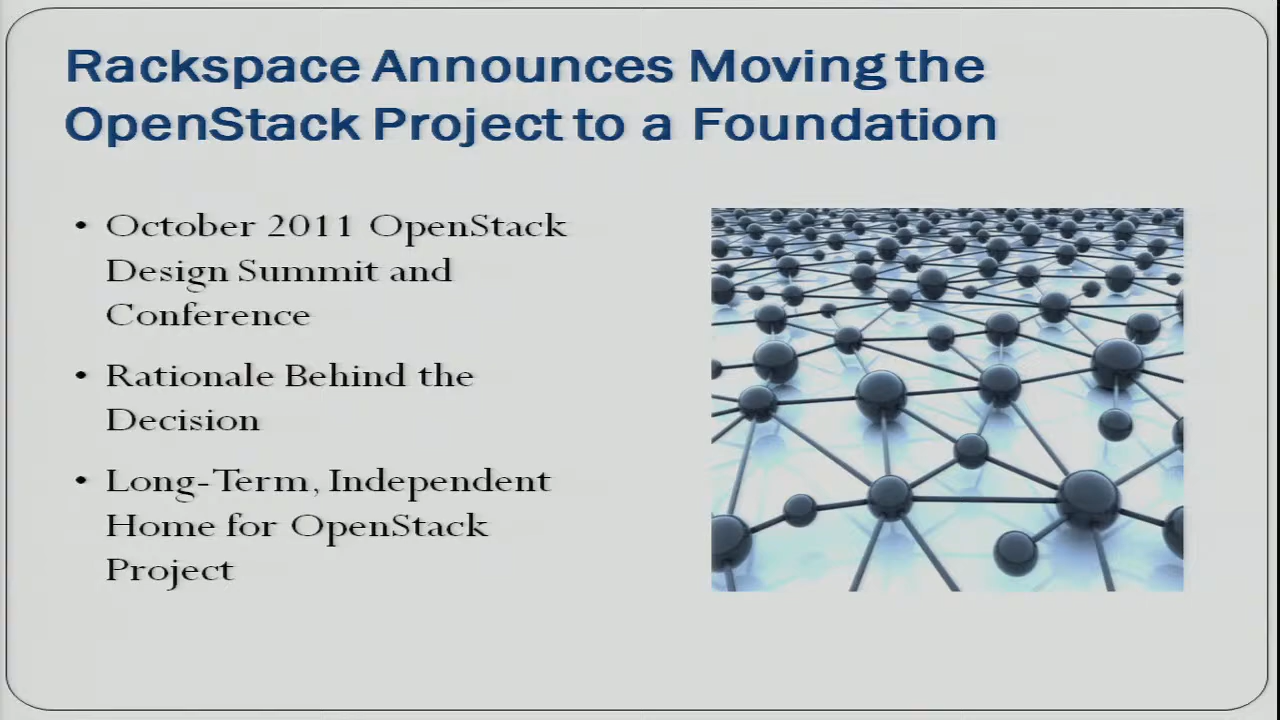 Rackspace Announces Moving the
OpenStack Project to a Foundation
• October 2011 OpenStack
Design Summit and
Conference
• Rationale Behind the
Decision
• Long-Term, Independent
Home for OpenStack
Project